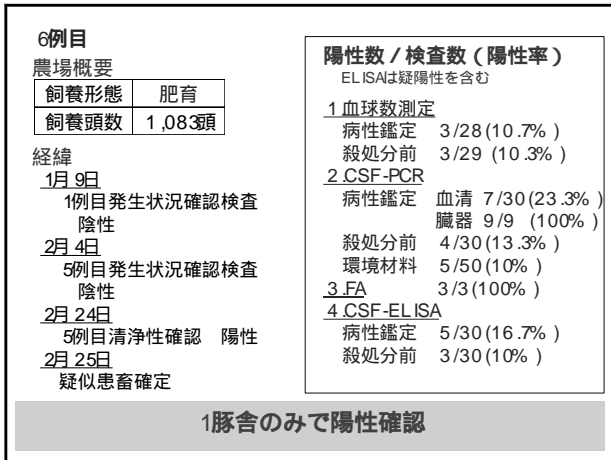 6例目
農場概要
飼養形態 肥育
飼養頭数 1,083頭
経緯
1月9日
1例目発生状況確認検査
陰性
2月4日
5例目発生状況確認検査
陰性
2月24日
5例目清浄性確認 陽性
2月25日
疑似患畜確定
陽性数/検査数(陽性率)
ELISAは疑陽性を含む
1.血球数測定
病性鑑定 3/28(10.7%)
殺処分前 3/29 (10.3%)
2.CSF-PCR
病性鑑定 血清 7/30(23.3%)
臓器 9/9 (100%)
殺処分前 4/30(13.3%)
環境材料 5/50(10%)
3.FA 3/3(100%)
4.CSF-ELISA
病性鑑定 5/30(16.7%)
殺処分前 3/30(10%)
1豚舎のみで陽性確認